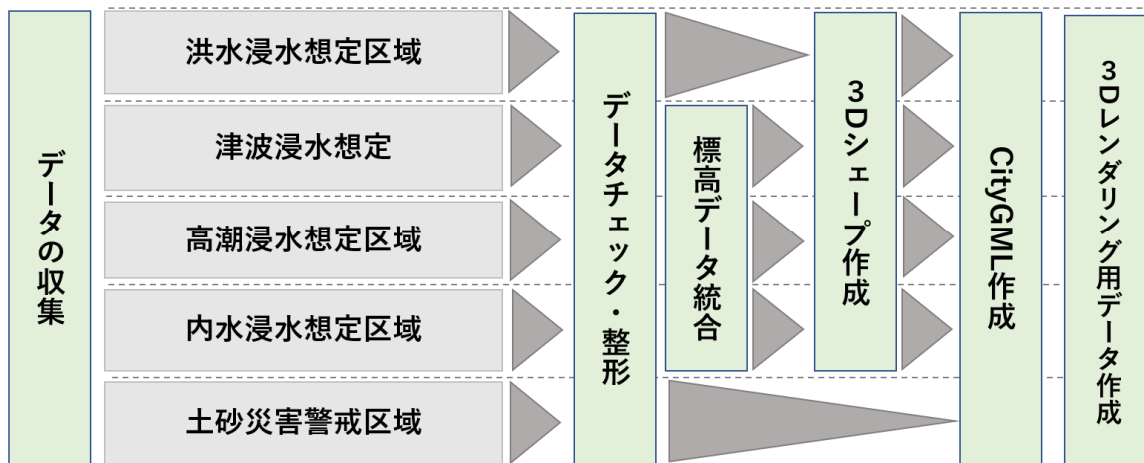 データの収集
洪水浸水想定区域
津波浸水想定
高潮浸水想定区域
内水浸水想定区域
土砂災害警戒区域
データチェック・整形
標高データ統合
3Dシェープ作成
CityGML作成
3Dレンダリング用データ作成